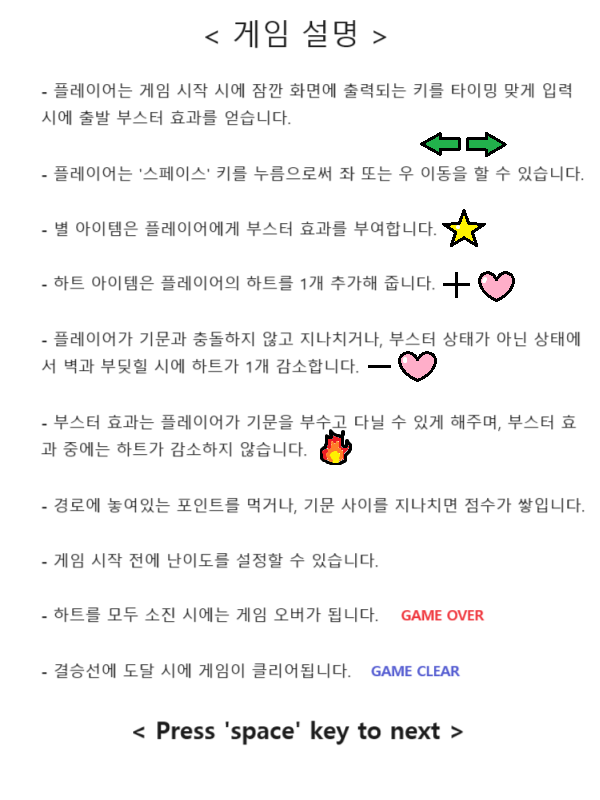 < 게임 설명 >
- 플레이어는 게임 시작 시에 잠깐 화면에 출력되는 키를 타이밍 맞게 입력
시에 출발 부스터 효과를 얻습니다.
- 플레이어는 '스페이스' 키를 누름으로써 좌 또는 우 이동을 할 수 있습니다.
- 별 아이템은 플레이어에게 부스터 효과를 부여합니다.
- 하트 아이템은 플레이어의 하트를 1개 추가해 줍니다.
- 플레이어가 기문과 충돌하지 않고 지나치거나, 부스터 상태가 아닌 상태에
서 벽과 부딪힐 시에 하트가 1개 감소합니다.
- 부스터 효과는 플레이어가 기문을 부수고 다닐 수 있게 해주며, 부스터 효
과 중에는 하트가 감소하지 않습니다.
- 경로에 놓여있는 포인트를 먹거나, 기문 사이를 지나치면 점수가 쌓입니다.
- 게임 시작 전에 난이도를 설정할 수 있습니다.
- 하트를 모두 소진 시에는 게임 오버가 됩니다. GAME OVER
- 결승선에 도달 시에 게임이 클리어됩니다. GAME CLEAR
< Press 'space' key to next >